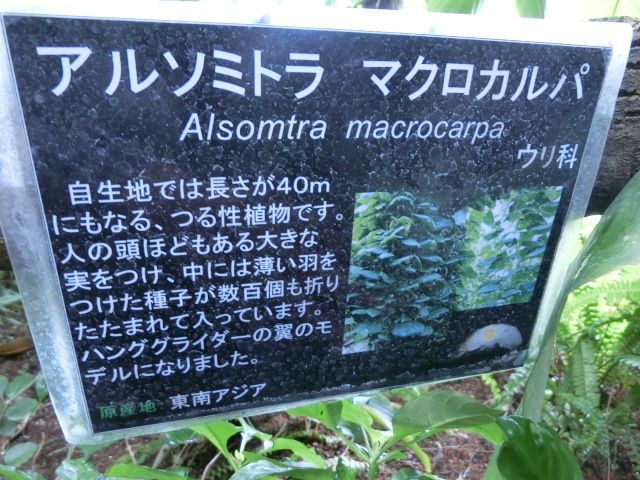 アルソミトラ マクロカルパ
Alsomtra macrocarpa
ウリ科
自生地では長さが40m
にもなる、つる性植物です。
人の頭ほどもある大きな
実をつけ、中には薄い羽を
つけた種子が数百個も折り
たたまれて入っています。
ハンググライダーの翼のモ
デルになりました。
原産地 東南アジア